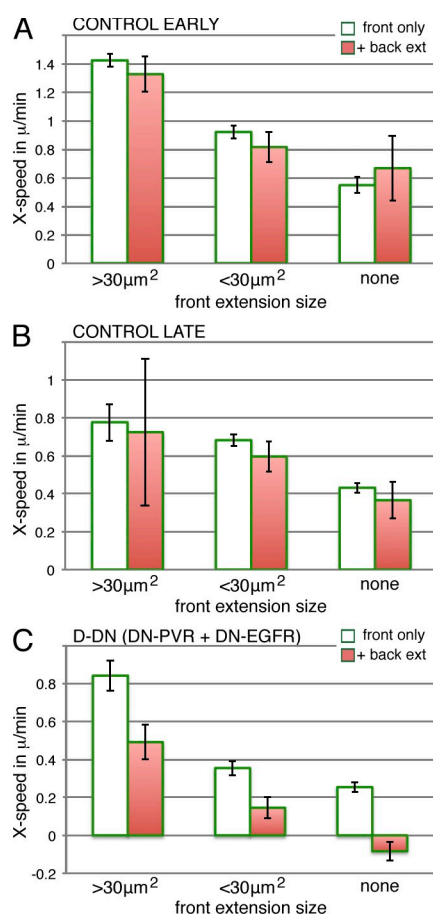 A CONTROL EARLY
front only
+ back ext
X-speed in µ/min
1.4
1.2
1
0.8
0.6
0.4
0.2
0
>30µm²
<30µm²
none
front extension size
B CONTROL LATE
X-speed in µ/min
1
0.8
0.6
0.4
0.2
0
>30µm²
<30µm²
none
front extension size
C D-DN (DN-PVR + DN-EGFR)
front only
+ back ext
X-speed in µ/min
0.8
0.6
0.4
0.2
0
-0.2
>30µm²
<30µm²
none
front extension size